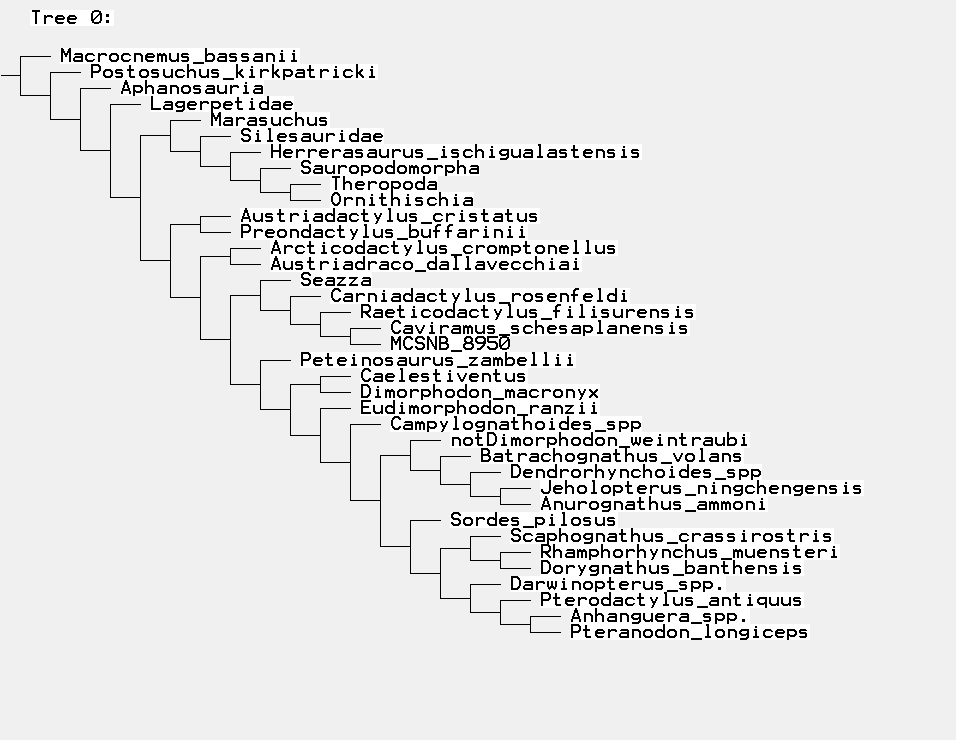 Tree 0:
Macrocnemus_bassanii
Postosuchus_kirkpatricki
Aphanosauria
Lagerpetidae
Marasuchus
Silesauridae
Herrerasaurus_ischigualastensis
Sauropodomorpha
Theropoda
Ornithischia
Austriadactylus_cristatus
Preondactylus_buffarinii
Arcticodactylus_cromptonellus
Austriadraco_dallavecchiai
Seazza
Carniadactylus_rosenfeldi
Raeticodactylus_filisurensis
Caviramus_schesaplanensis
MCSNB_8950
Peteinosaurus_zambellii
Caelestiventus
Dimorphodon_macronyx
Eudimorphodon_ranzii
Campylognathoides_spp
notDimorphodon_weintraubi
Batrachognathus_volans
Dendrorhynchoides_spp
Jeholopterus_ningchengensis
Anurognathus_ammoni
Sordes_pilosus
Scaphognathus_crassirostris
Rhamphorhynchus_muensteri
Dorygnathus_banthensis
Darwinopterus_spp.
Pterodactylus_antiquus
Anhanguera_spp.
Pteranodon_longiceps